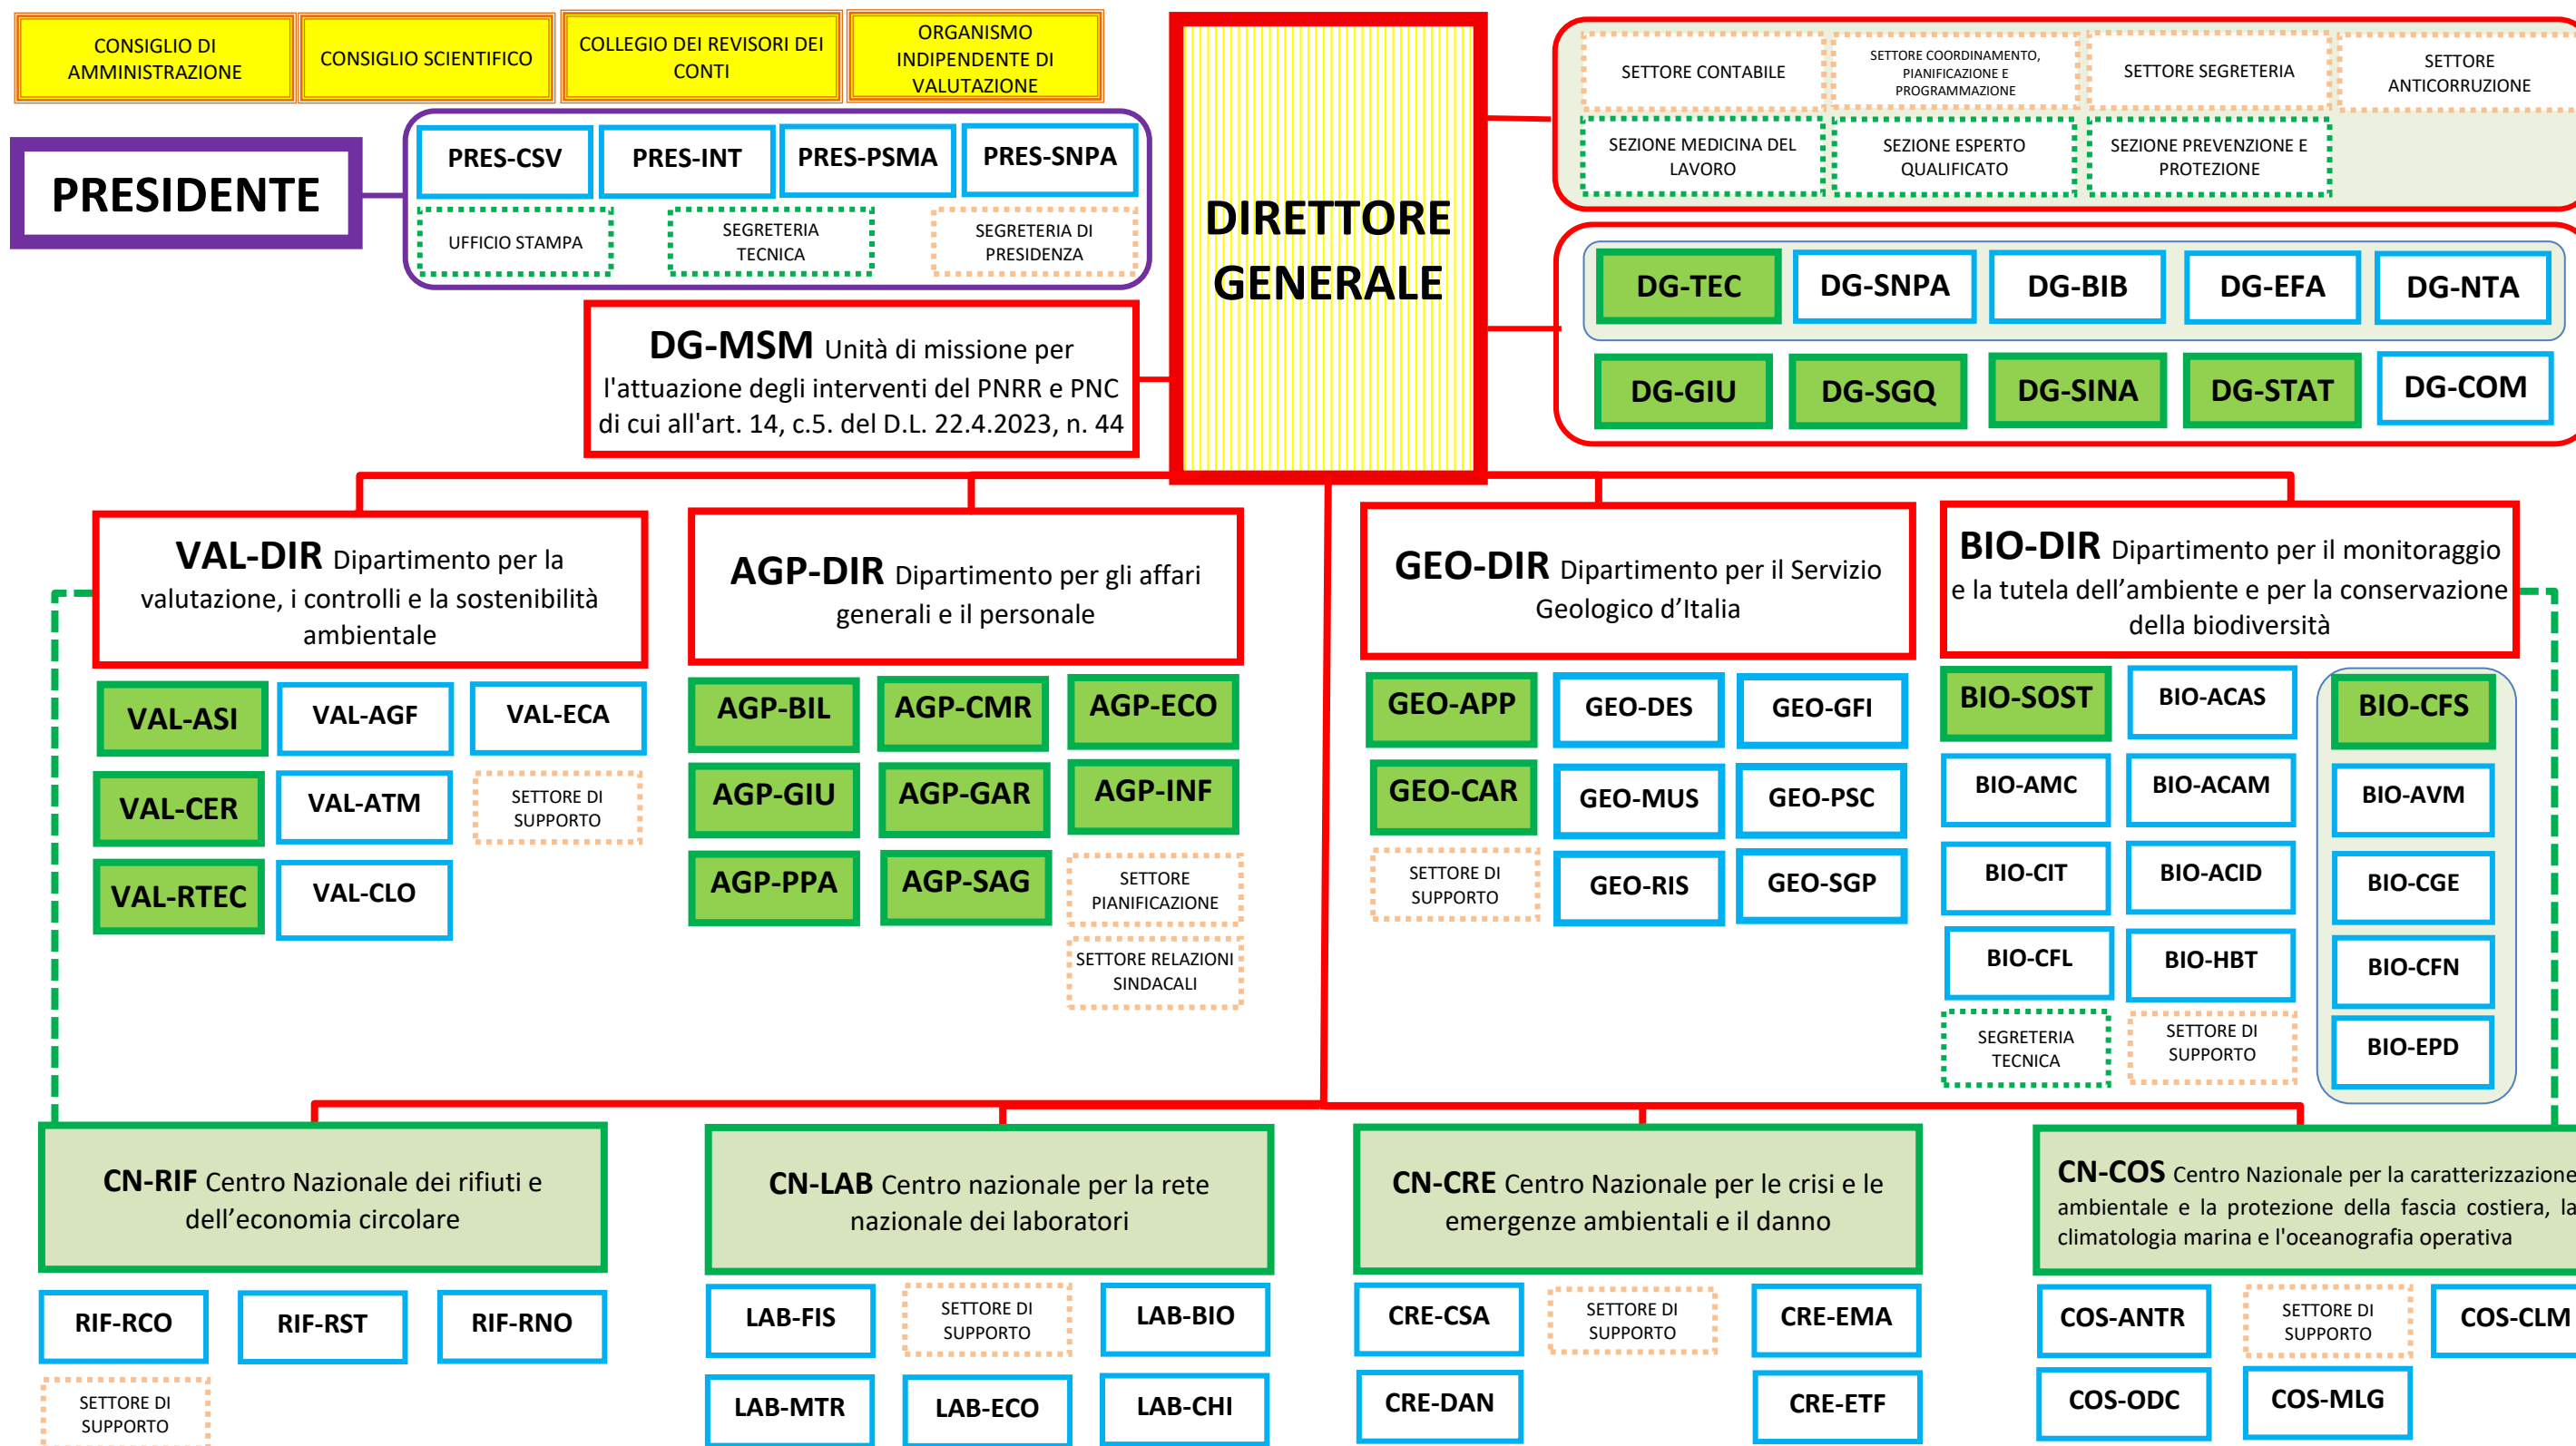 CONSIGLIO DI
AMMINISTRAZIONE
CONSIGLIO SCIENTIFICO
COLLEGIO DEI REVISORI DEI
CONTI
ORGANISMO
INDIPENDENTE DI
VALUTAZIONE
PRESIDENTE
PRES-CSV
PRES-INT
PRES-PSMA
PRES-SNPA
UFFICIO STAMPA
SEGRETERIA
TECNICA
SEGRETERIA DI
PRESIDENZA
DIRETTORE
GENERALE
SETTORE CONTABILE
SETTORE COORDINAMENTO,
PIANIFICAZIONE E
PROGRAMMAZIONE
SETTORE SEGRETERIA
SETTORE
ANTICORRUZIONE
SEZIONE MEDICINA DEL
LAVORO
SEZIONE ESPERTO
QUALIFICATO
SEZIONE PREVENZIONE E
PROTEZIONE
DG-TEC
DG-SNPA
DG-BIB
DG-EFA
DG-NTA
DG-GIU
DG-SGQ
DG-SINA
DG-STAT
DG-COM
DG-MSM Unità di missione per
l'attuazione degli interventi del PNRR e PNC
di cui all'art. 14, c.5. del D.L. 22.4.2023, n. 44
VAL-DIR Dipartimento per la
valutazione, i controlli e la sostenibilità
ambientale
AGP-DIR Dipartimento per gli affari
generali e il personale
GEO-DIR Dipartimento per il Servizio
Geologico d’Italia
BIO-DIR Dipartimento per il monitoraggio
e la tutela dell’ambiente e per la conservazione
della biodiversità
VAL-ASI
VAL-AGF
VAL-ECA
VAL-CER
VAL-ATM
SETTORE DI
SUPPORTO
VAL-RTEC
VAL-CLO
AGP-BIL
AGP-CMR
AGP-ECO
AGP-GIU
AGP-GAR
AGP-INF
AGP-PPA
AGP-SAG
SETTORE
PIANIFICAZIONE
SETTORE RELAZIONI
SINDACALI
GEO-APP
GEO-DES
GEO-GFI
GEO-CAR
GEO-MUS
GEO-PSC
SETTORE DI
SUPPORTO
GEO-RIS
GEO-SGP
BIO-SOST
BIO-ACAS
BIO-CFS
BIO-AMC
BIO-ACAM
BIO-AVM
BIO-CIT
BIO-ACID
BIO-CGE
BIO-CFL
BIO-HBT
BIO-CFN
SEGRETERIA
TECNICA
SETTORE DI
SUPPORTO
BIO-EPD
CN-RIF Centro Nazionale dei rifiuti e
dell’economia circolare
CN-LAB Centro nazionale per la rete
nazionale dei laboratori
CN-CRE Centro Nazionale per le crisi e le
emergenze ambientali e il danno
CN-COS Centro Nazionale per la caratterizzazione
ambientale e la protezione della fascia costiera, la
climatologia marina e l'oceanografia operativa
RIF-RCO
RIF-RST
RIF-RNO
SETTORE DI
SUPPORTO
LAB-FIS
SETTORE DI
SUPPORTO
LAB-BIO
LAB-MTR
LAB-ECO
LAB-CHI
CRE-CSA
SETTORE DI
SUPPORTO
CRE-EMA
CRE-DAN
CRE-ETF
COS-ANTR
SETTORE DI
SUPPORTO
COS-CLM
COS-ODC
COS-MLG